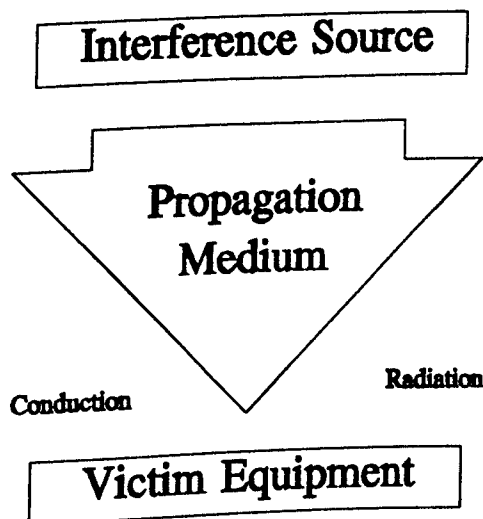 Interference Source
Propagation
Medium
Conduction
Radiation
Victim Equipment